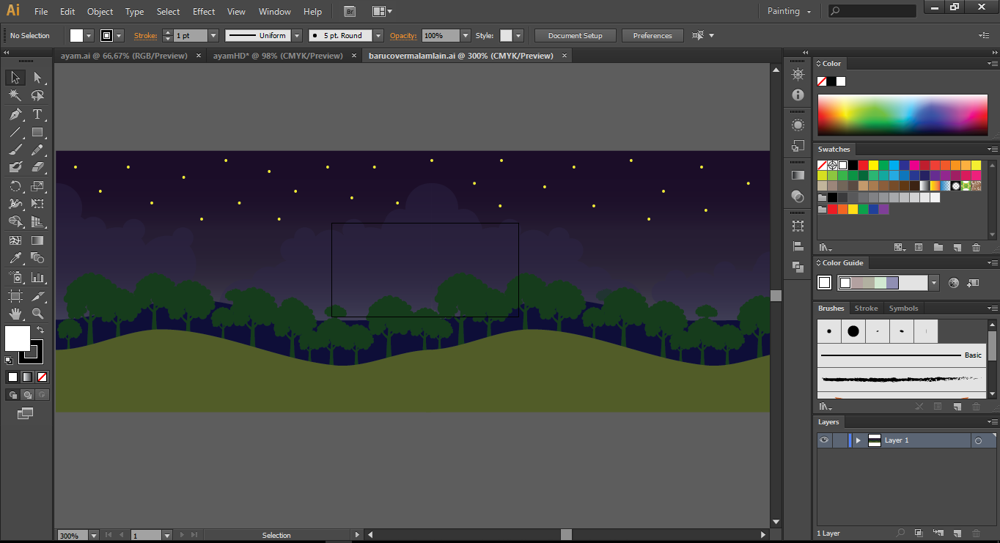 Ai File Edit Object Type Select Effect View Window Help Br Painting
No Selection Stroke: 1 pt Uniform 5 pt. Round Opacity: 100% Style: Document Setup Preferences
ayam.ai @ 66,67% (RGB/Preview) × ayamHD* @ 98% (CMYK/Preview) × barucovermalamlain.ai @ 300% (CMYK/Preview) ×
Color
Swatches
Color Guide
Brushes Stroke Symbols
Basic
Layers
Layer 1
1 Layer
300% 1 Selection